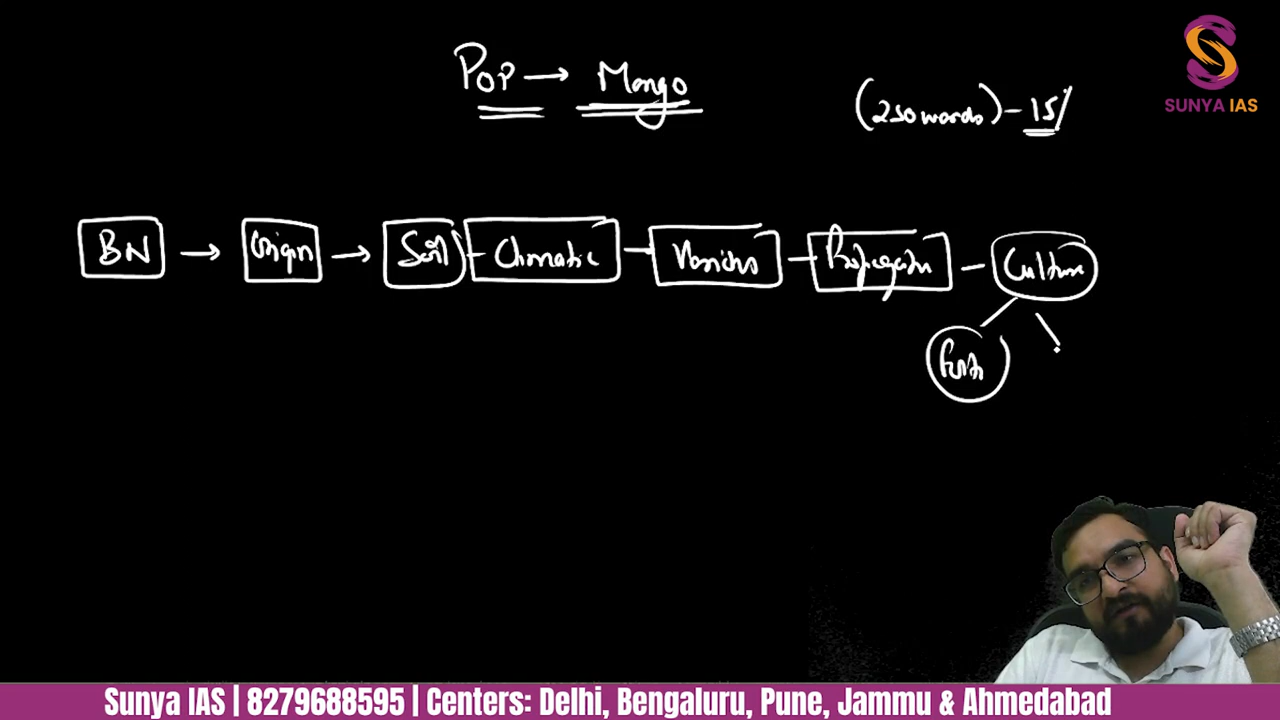 POP → Mango
(250 words) - 15/
SUNYA IAS
BN → Origin → Soil - Climatic - Varieties - Propagation - Culture
Sunya IAS | 8279688595 | Centers: Delhi, Bengaluru, Pune, Jammu & Ahmedabad